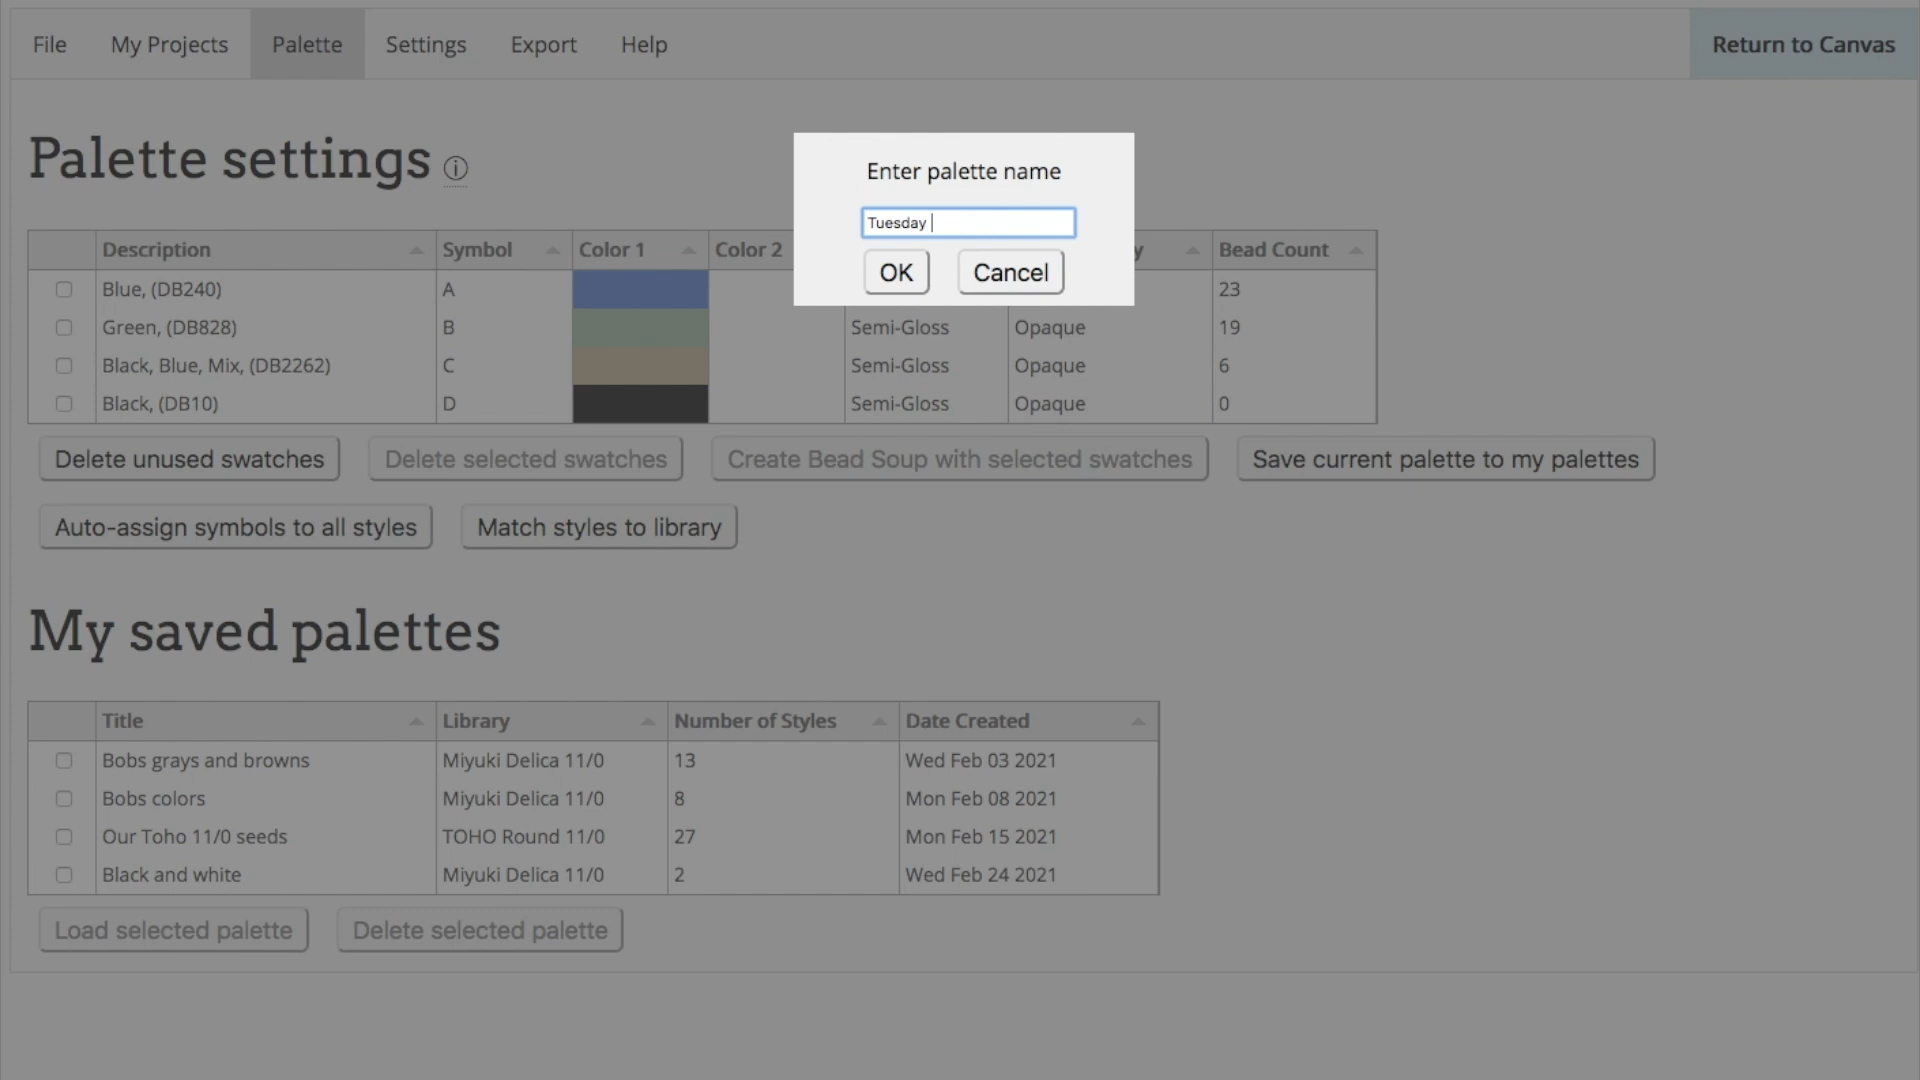 File My Projects Palette Settings Export Help Return to Canvas
Palette settings ⓘ
Enter palette name
Tuesday
OK Cancel
Description Symbol Color 1 Color 2 y Bead Count
Blue, (DB240) A 23
Green, (DB828) B Semi-Gloss Opaque 19
Black, Blue, Mix, (DB2262) C Semi-Gloss Opaque 6
Black, (DB10) D Semi-Gloss Opaque 0
Delete unused swatches Delete selected swatches Create Bead Soup with selected swatches Save current palette to my palettes
Auto-assign symbols to all styles Match styles to library
My saved palettes
Title Library Number of Styles Date Created
Bobs grays and browns Miyuki Delica 11/0 13 Wed Feb 03 2021
Bobs colors Miyuki Delica 11/0 8 Mon Feb 08 2021
Our Toho 11/0 seeds TOHO Round 11/0 27 Mon Feb 15 2021
Black and white Miyuki Delica 11/0 2 Wed Feb 24 2021
Load selected palette Delete selected palette